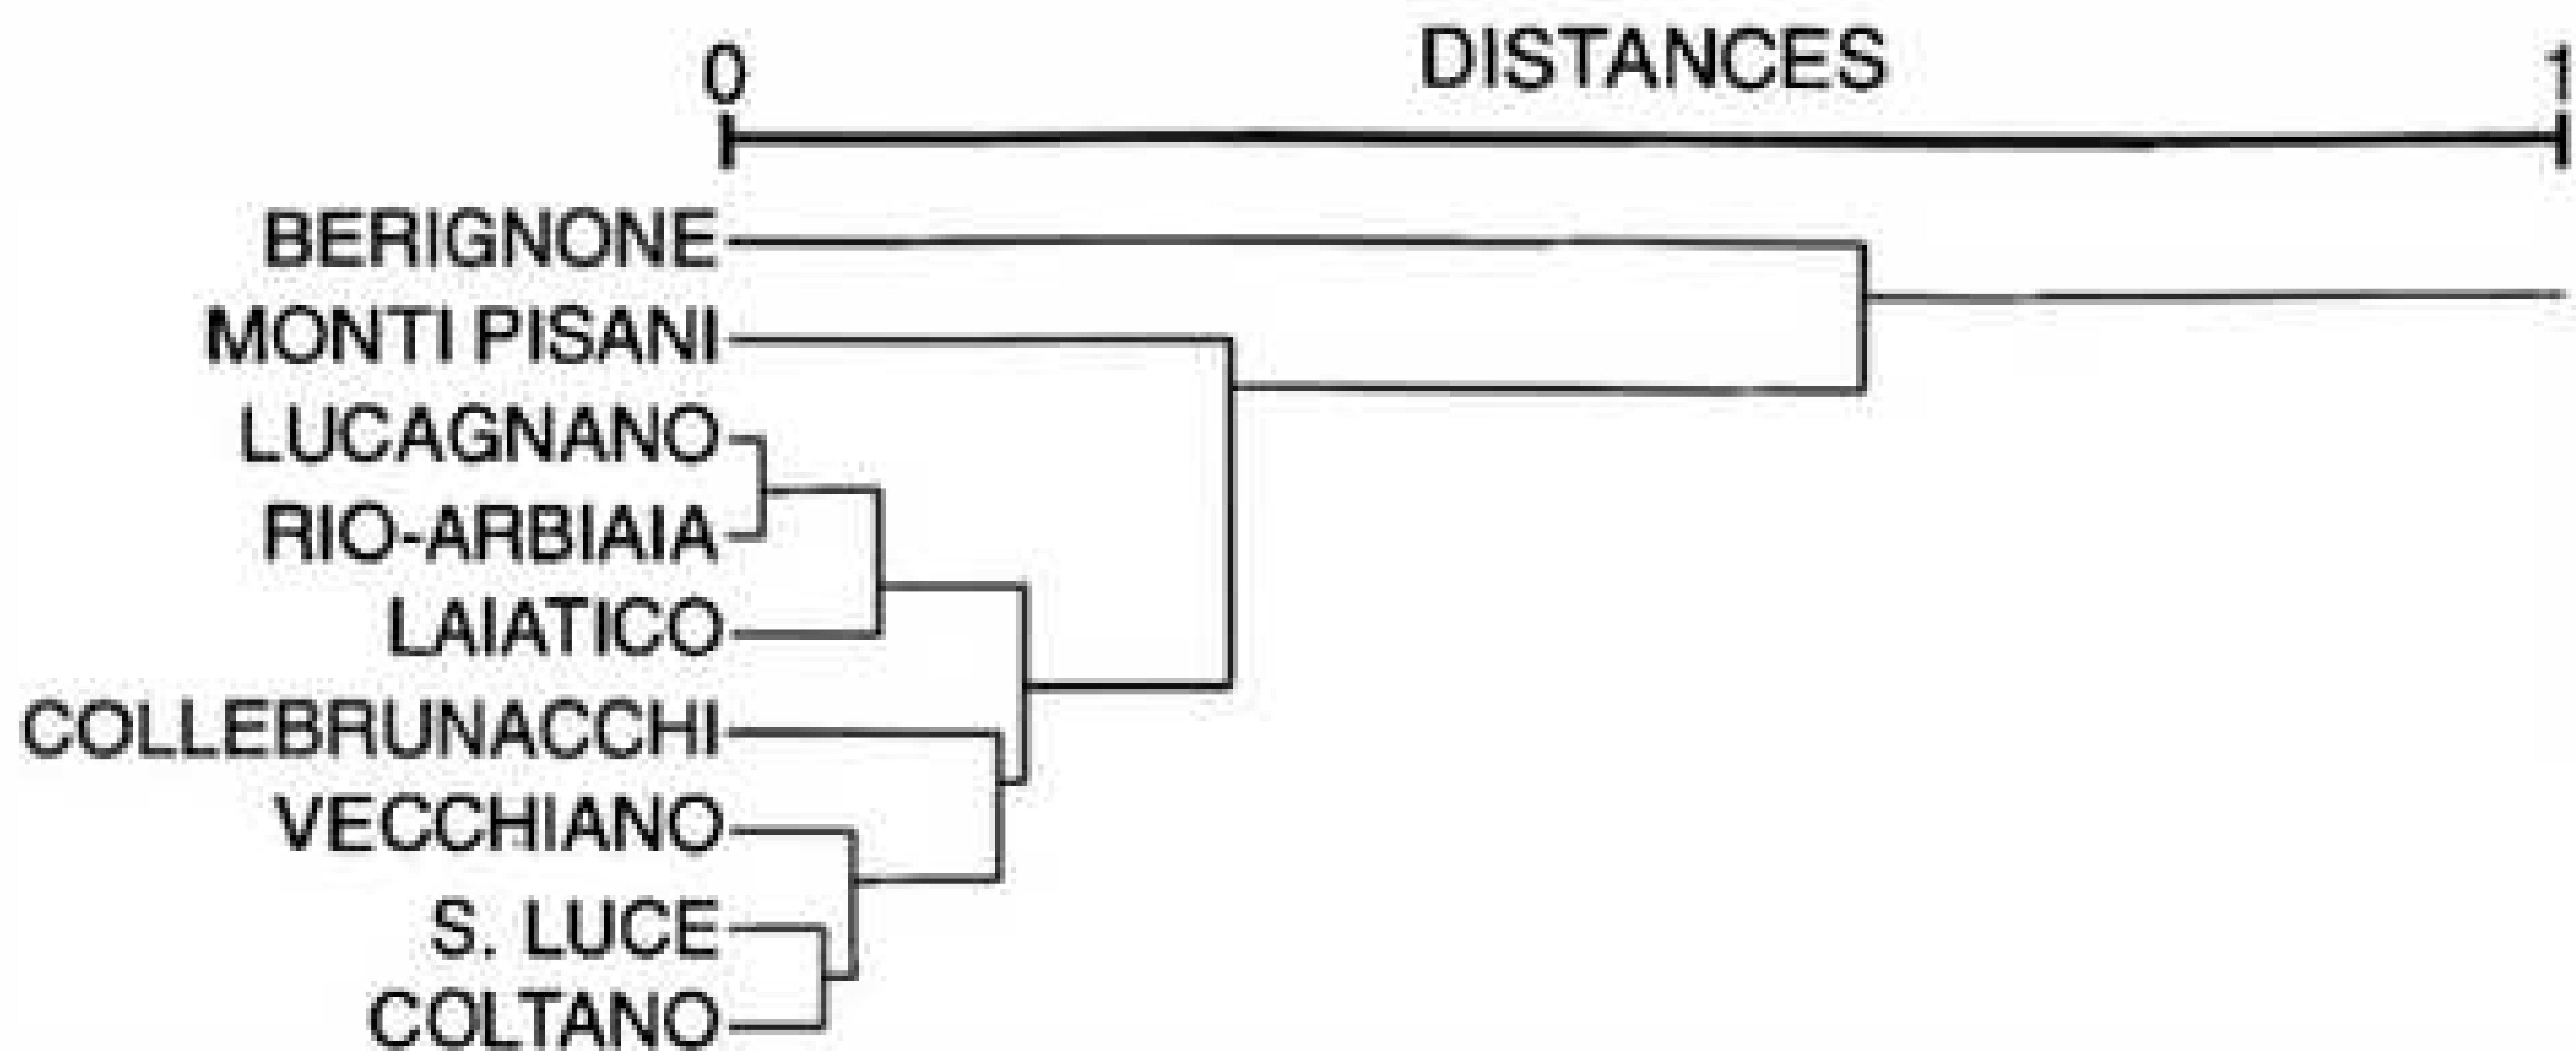 DISTANCES
0 1
BERIGNONE
MONTI PISANI
LUCAGNANO
RIO-ARBIAIA
LAIATICO
COLLEBRUNACCHI
VECCHIANO
S. LUCE
COLTANO